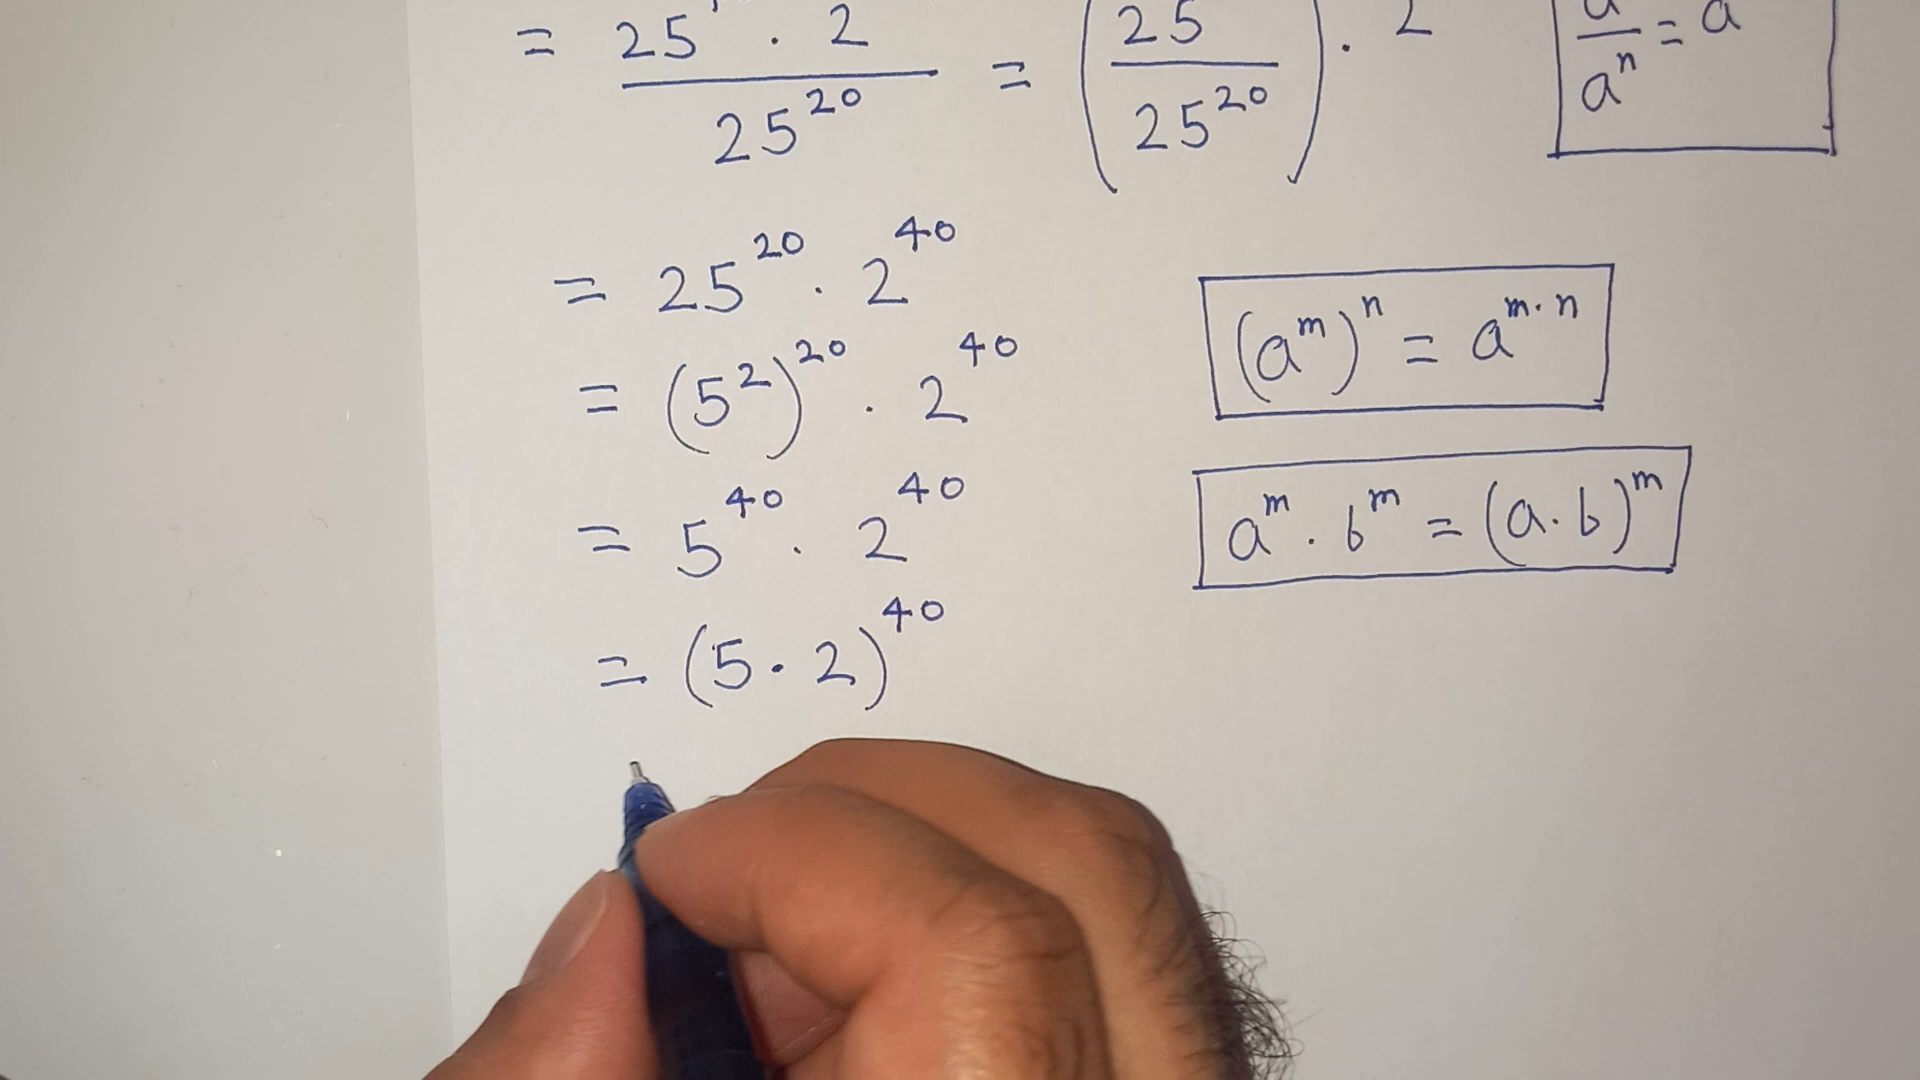 = 25 · 2 / 25^20 = (25 / 25^20) · 2
a / a^n = a
= 25^20 · 2^40
= (5^2)^20 · 2^40
(a^m)^n = a^(m·n)
= 5^40 · 2^40
a^m · b^m = (a·b)^m
= (5·2)^40